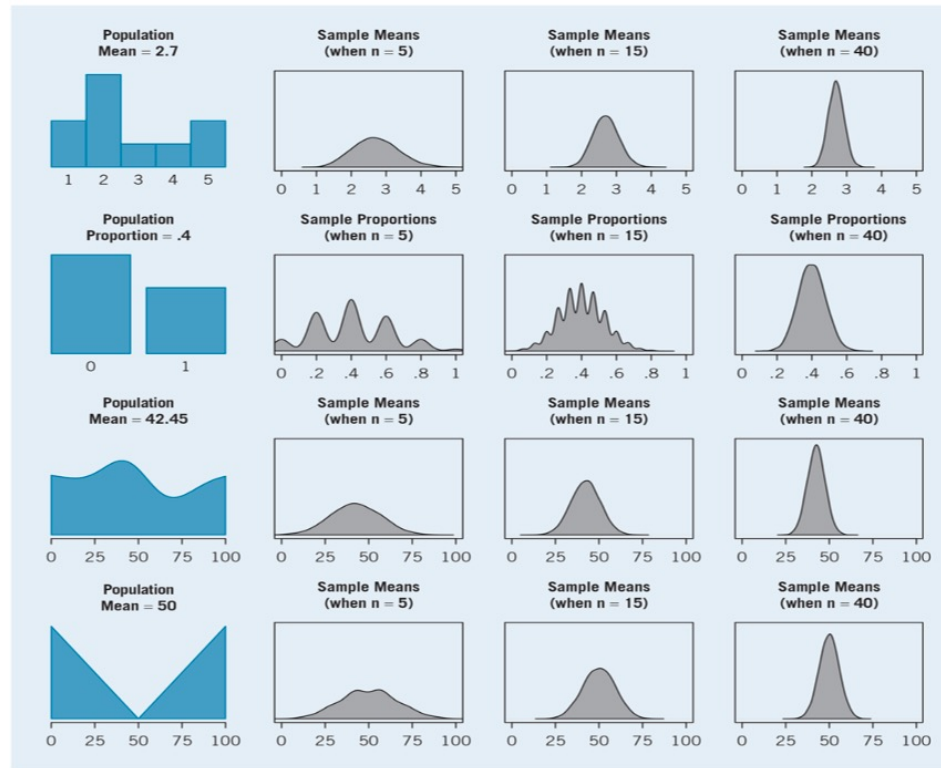 Population
Mean = 2.7
Sample Means
(when n = 5)
Sample Means
(when n = 15)
Sample Means
(when n = 40)
1 2 3 4 5
0 1 2 3 4 5
0 1 2 3 4 5
0 1 2 3 4 5
Population
Proportion = .4
Sample Proportions
(when n = 5)
Sample Proportions
(when n = 15)
Sample Proportions
(when n = 40)
0 1
0 .2 .4 .6 .8 1
0 .2 .4 .6 .8 1
0 .2 .4 .6 .8 1
Population
Mean = 42.45
Sample Means
(when n = 5)
Sample Means
(when n = 15)
Sample Means
(when n = 40)
0 25 50 75 100
0 25 50 75 100
0 25 50 75 100
0 25 50 75 100
Population
Mean = 50
Sample Means
(when n = 5)
Sample Means
(when n = 15)
Sample Means
(when n = 40)
0 25 50 75 100
0 25 50 75 100
0 25 50 75 100
0 25 50 75 100